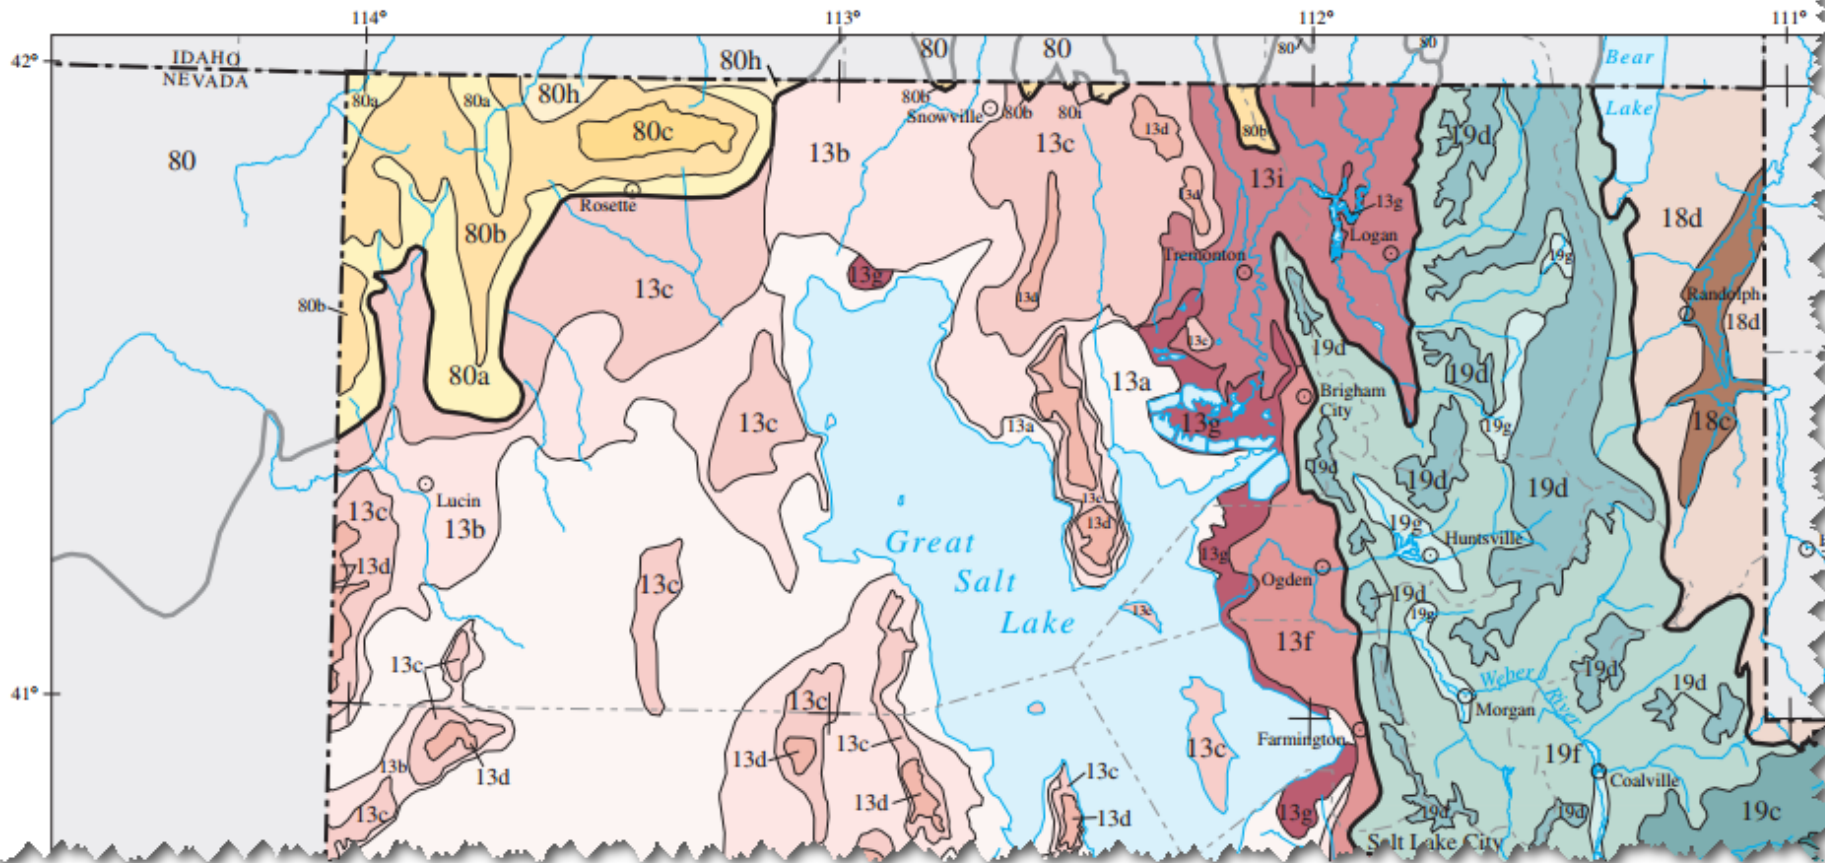 114°
113°
112°
111°
42°
IDAHO
NEVADA
80h
80
80
80
80
Bear
Lake
80a
80a
80h
80c
80b
Snowville
80b
80i
13d
80b
19d
80
13b
13c
13i
13g
Rosette
13d
18d
80b
Logan
13c
13g
Tremonton
19g
80b
13d
Randolph
18d
13c
19d
80a
13a
19d
Brigham
City
13c
13a
13g
19g
18c
19d
19d
19d
Lucin
13b
13c
13c
13d
19g
Huntsville
Great
Salt
Lake
13d
13c
13g
Ogden
19d
13c
19g
13f
13c
19d
41°
13c
Weber
River
19d
Morgan
13c
13d
13c
Farmington
19f
13b
13d
13c
Coalville
13d
13c
13d
13g
19d
19d
19c
Salt Lake City